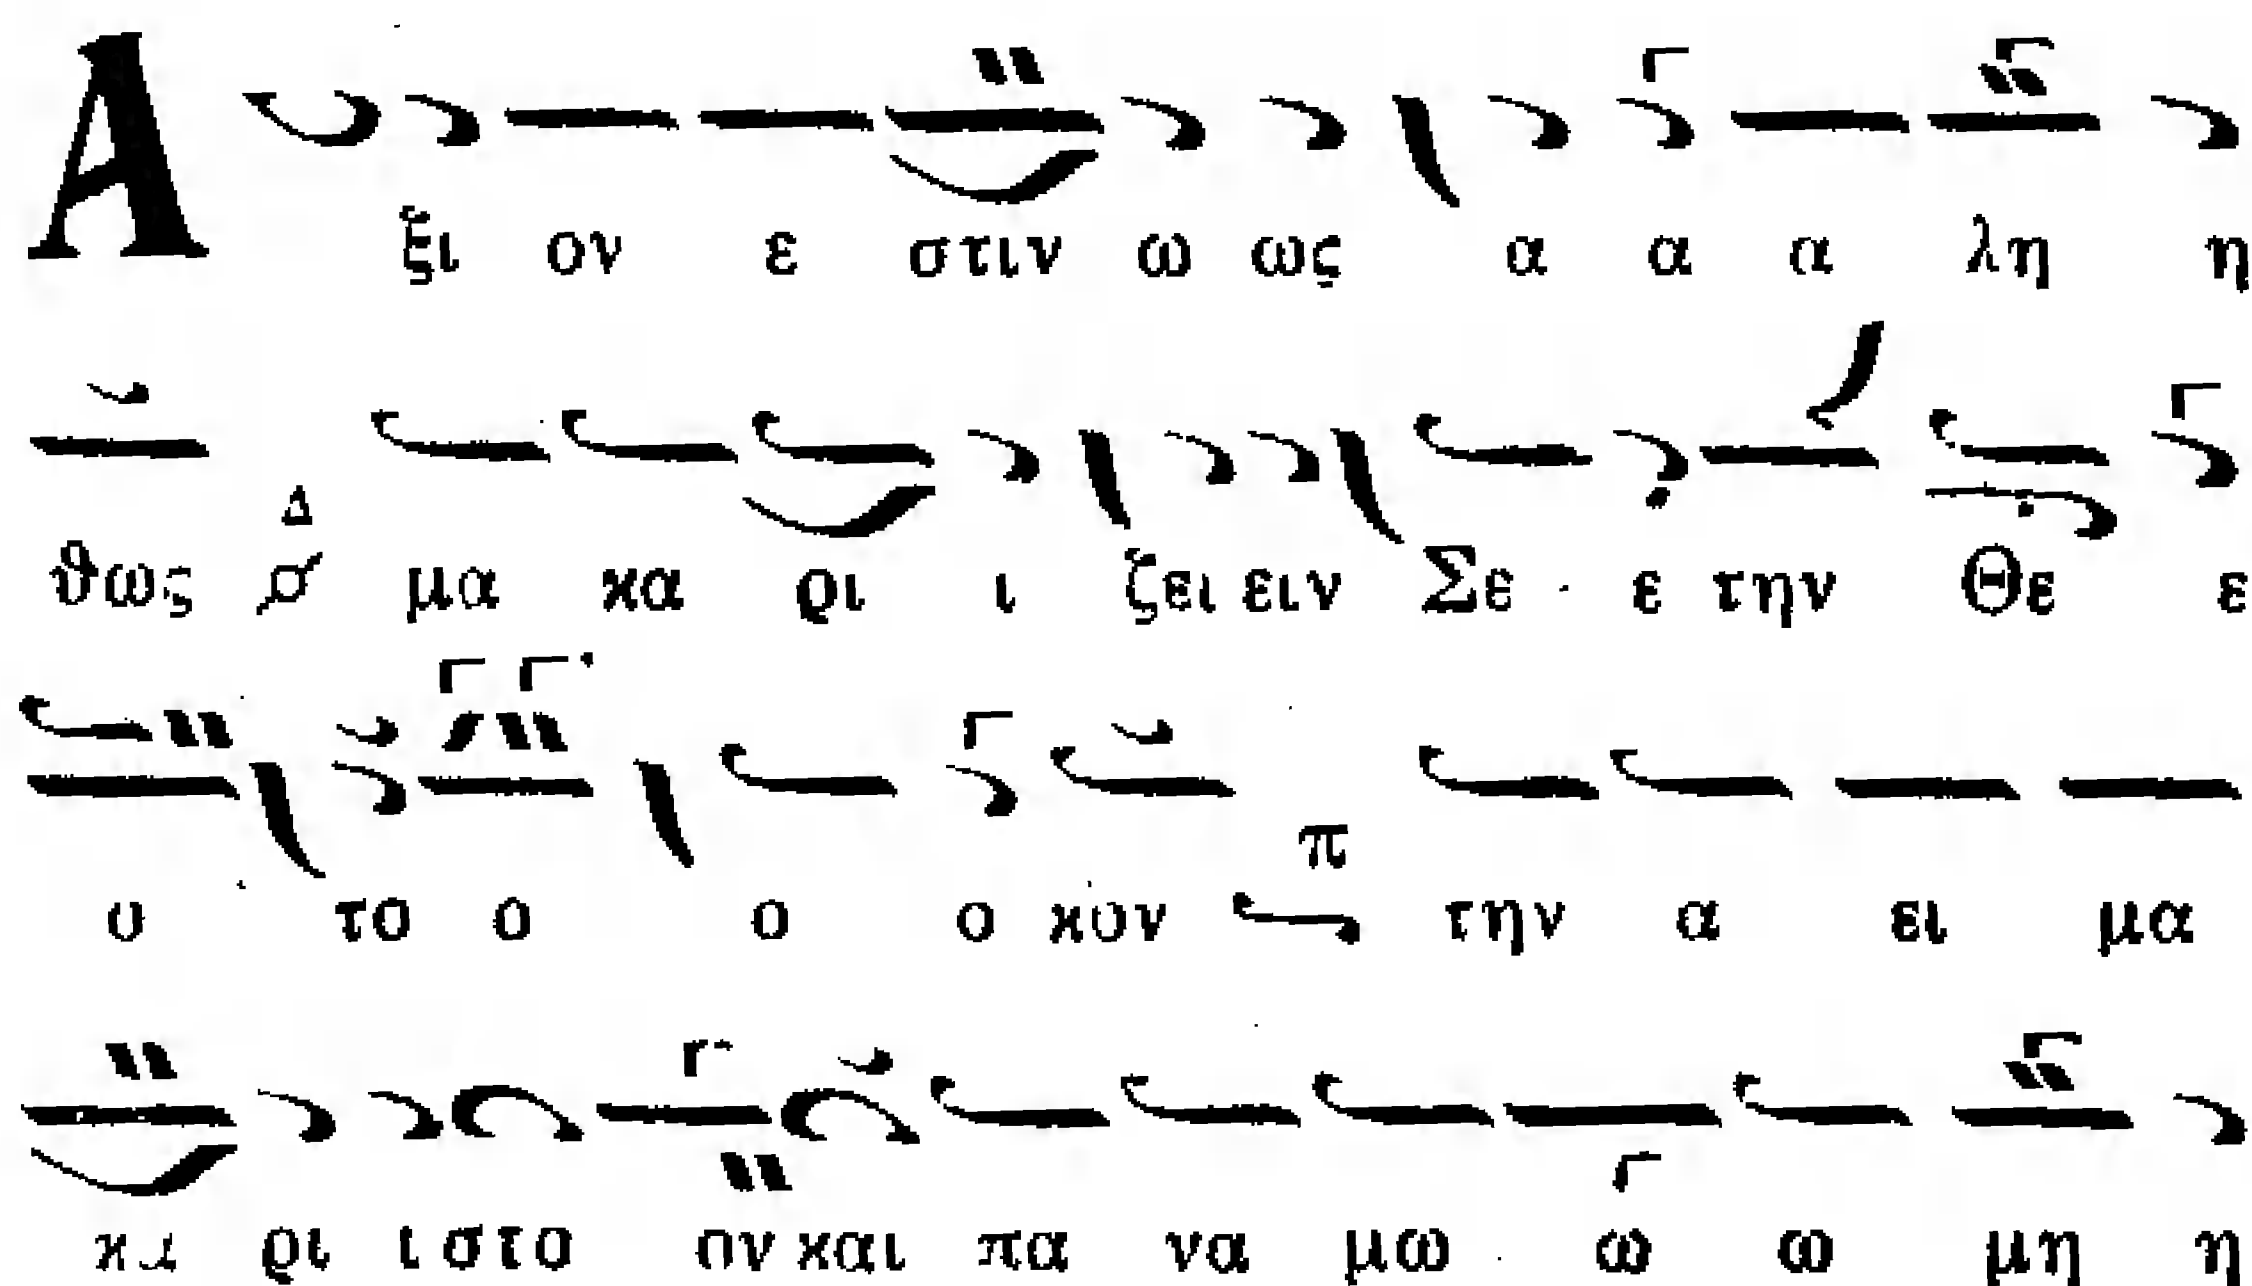 Α ξι ον ε στιν ω ως α α α λη η
θως Δ μα κα ρι ι ζει ειν Σε ε την Θε ε
ο το ο ο ο κον π την α ει μα
κα ρι ι στο ον και πα να μω ω ω μη η